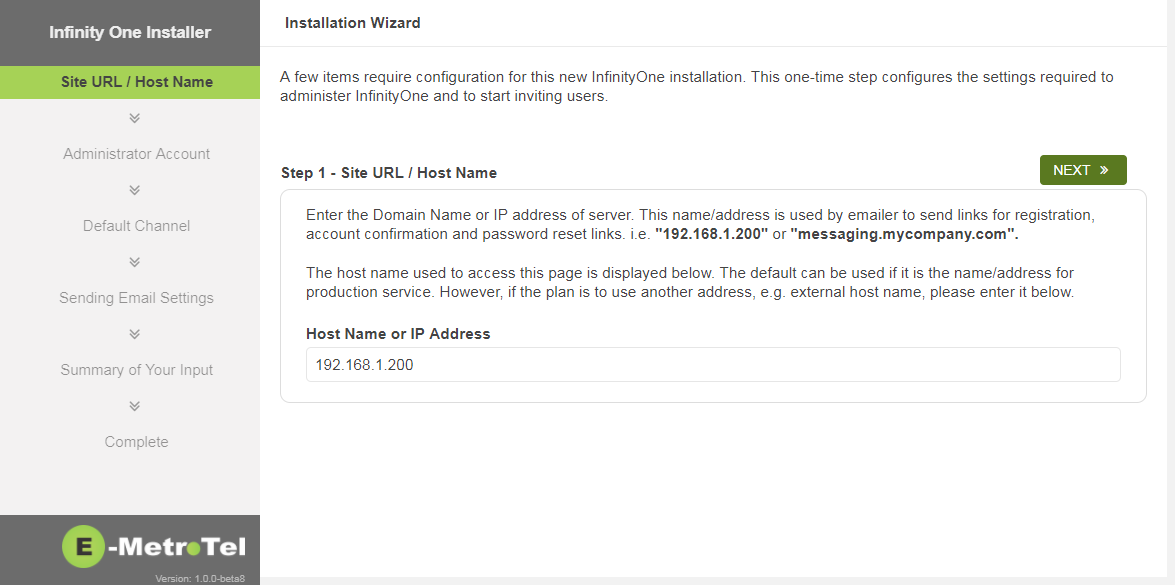 Infinity One Installer
Site URL / Host Name
Administrator Account
Default Channel
Sending Email Settings
Summary of Your Input
Complete
E-MetroTel
Version: 1.0.0-beta8
Installation Wizard
A few items require configuration for this new InfinityOne installation. This one-time step configures the settings required to
administer InfinityOne and to start inviting users.
Step 1 - Site URL / Host Name
NEXT »
Enter the Domain Name or IP address of server. This name/address is used by emailer to send links for registration,
account confirmation and password reset links. i.e. "192.168.1.200" or "messaging.mycompany.com".
The host name used to access this page is displayed below. The default can be used if it is the name/address for
production service. However, if the plan is to use another address, e.g. external host name, please enter it below.
Host Name or IP Address
192.168.1.200